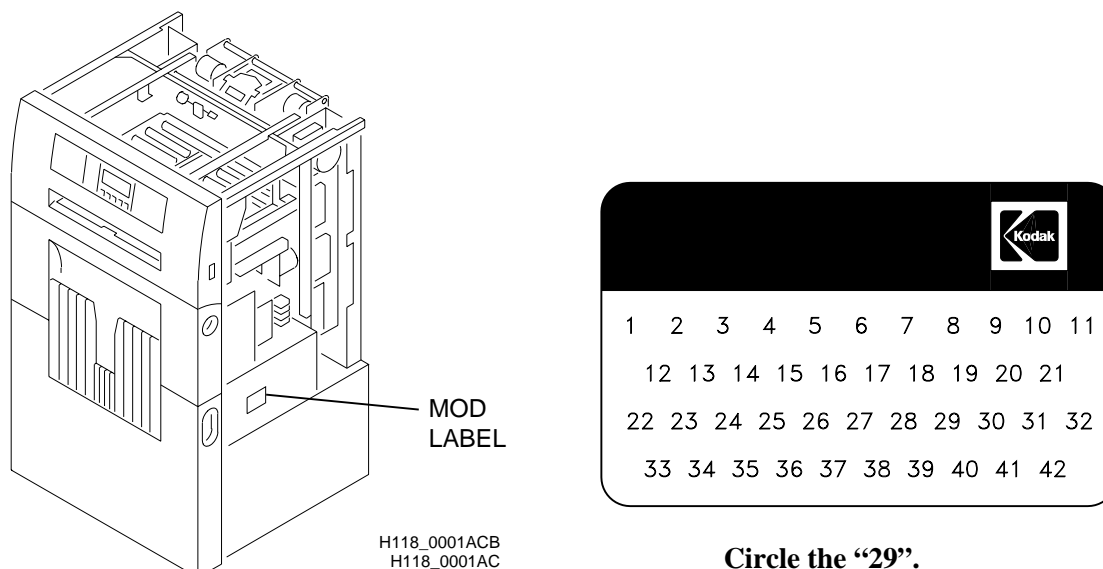 MOD
LABEL
H118_0001ACB
H118_0001AC
Kodak
1 2 3 4 5 6 7 8 9 10 11
12 13 14 15 16 17 18 19 20 21
22 23 24 25 26 27 28 29 30 31 32
33 34 35 36 37 38 39 40 41 42
Circle the “29”.